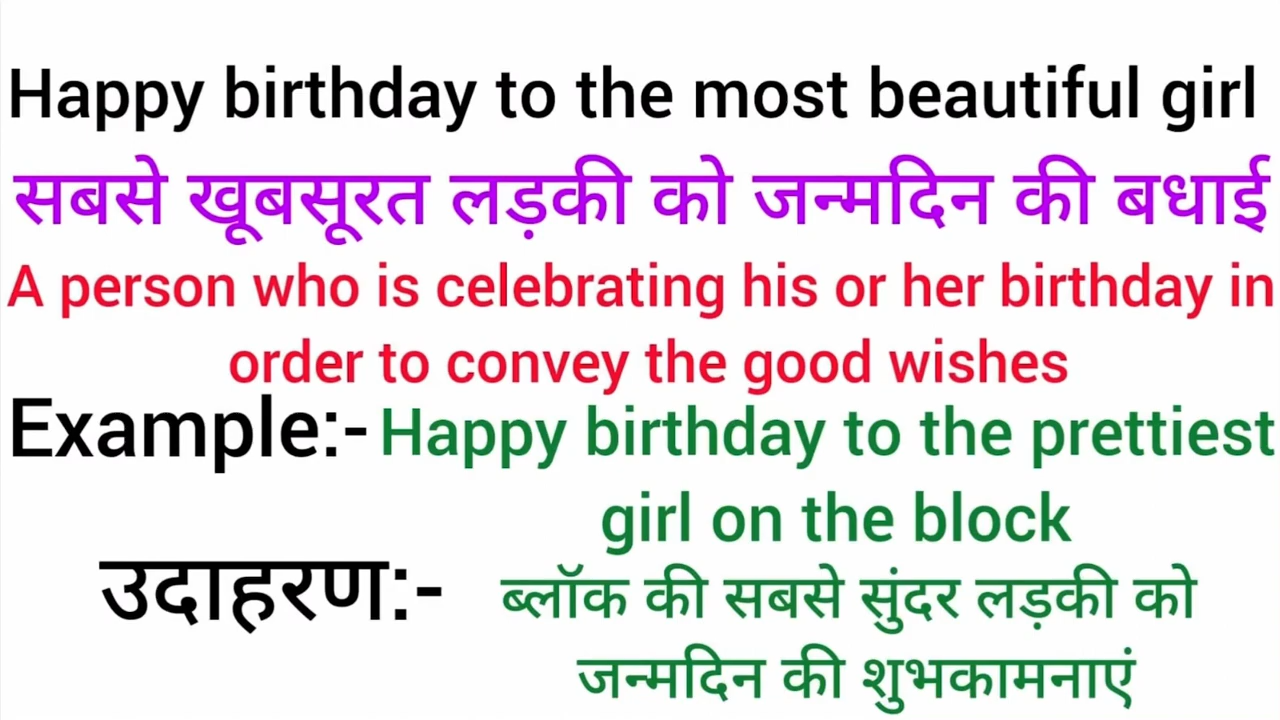 Happy birthday to the most beautiful girl
सबसे खूबसूरत लड़की को जन्मदिन की बधाई
A person who is celebrating his or her birthday in
order to convey the good wishes
Example:- Happy birthday to the prettiest
girl on the block
उदाहरण:- ब्लॉक की सबसे सुंदर लड़की को
जन्मदिन की शुभकामनाएं